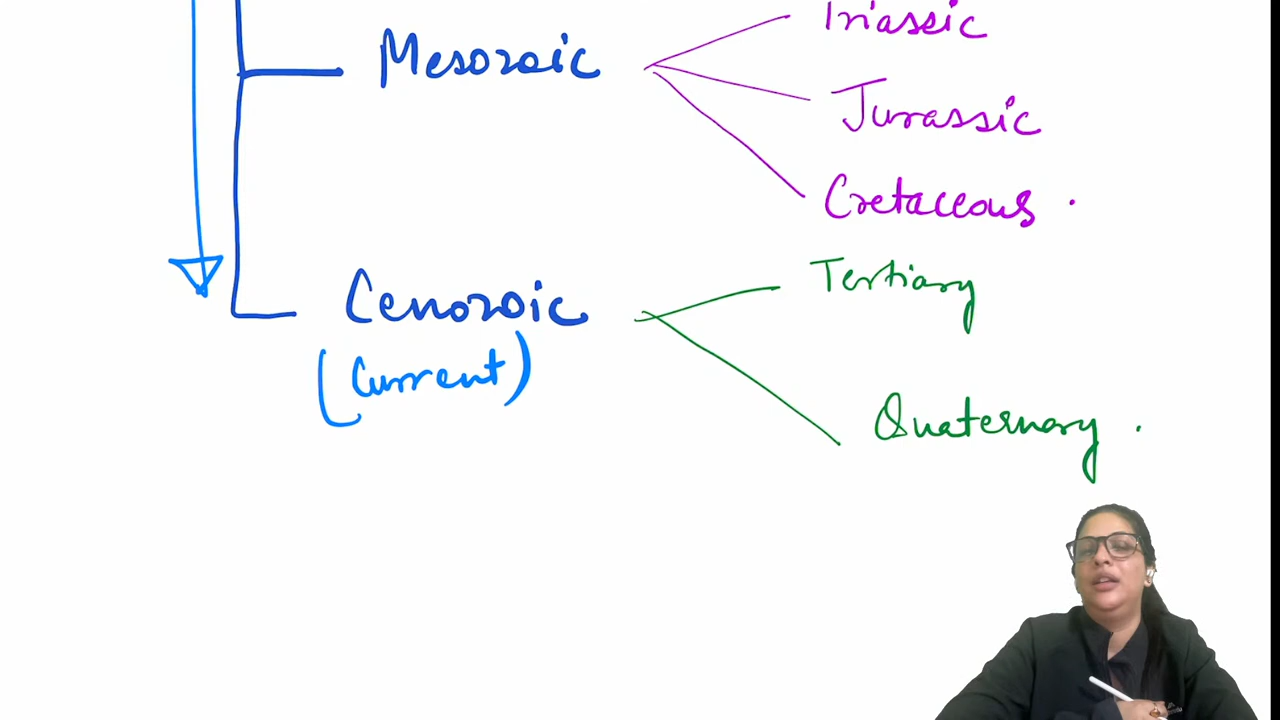 Triassic
Mesozoic
Jurassic
Cretaceous .
Tertiary
Cenozoic
(Current)
Quaternary .